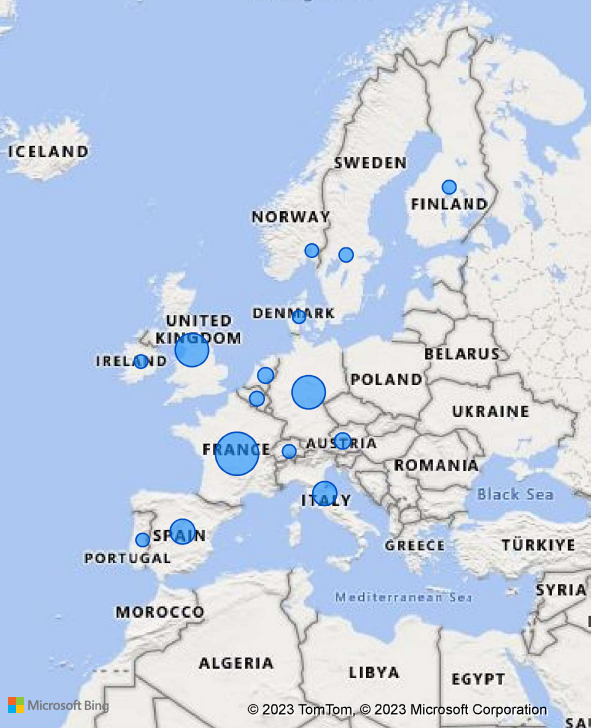 ICELAND
SWEDEN
FINLAND
NORWAY
DENMARK
UNITED
KINGDOM
IRELAND
BELARUS
POLAND
UKRAINE
FRANCE
AUSTRIA
ROMANIA
ITALY
Black Sea
SPAIN
PORTUGAL
GREECE
TÜRKIYE
SYRIA
Mediterranean Sea
MOROCCO
ALGERIA
LIBYA
EGYPT
Microsoft Bing
© 2023 TomTom, © 2023 Microsoft Corporation